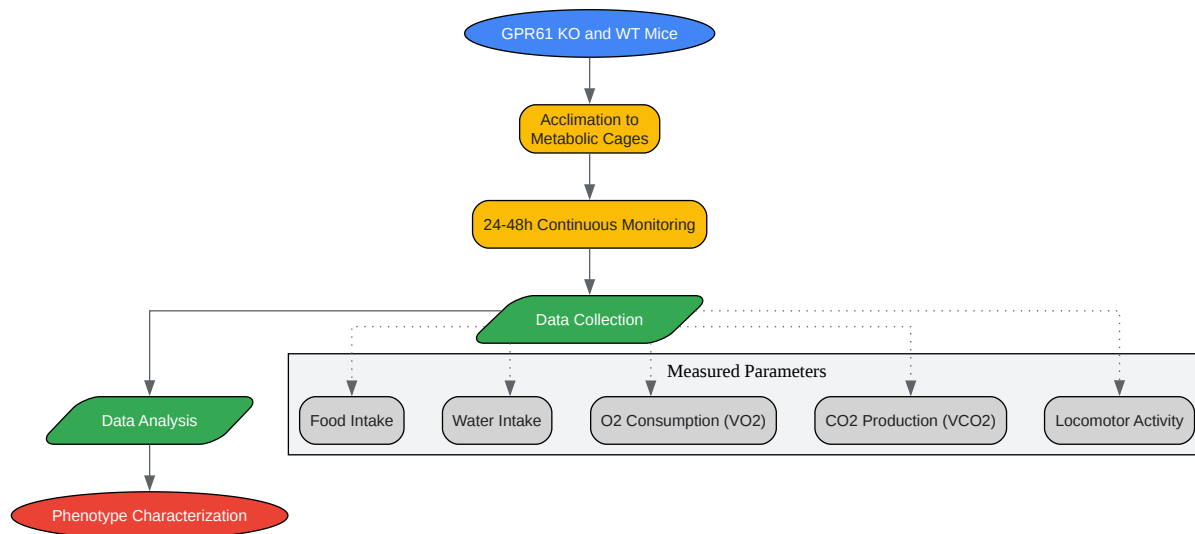 GPR61 KO and WT Mice
Acclimation to
Metabolic Cages
24-48h Continuous Monitoring
Data Collection
Measured Parameters
Data Analysis
Food Intake
Water Intake
O2 Consumption (VO2)
CO2 Production (VCO2)
Locomotor Activity
Phenotype Characterization